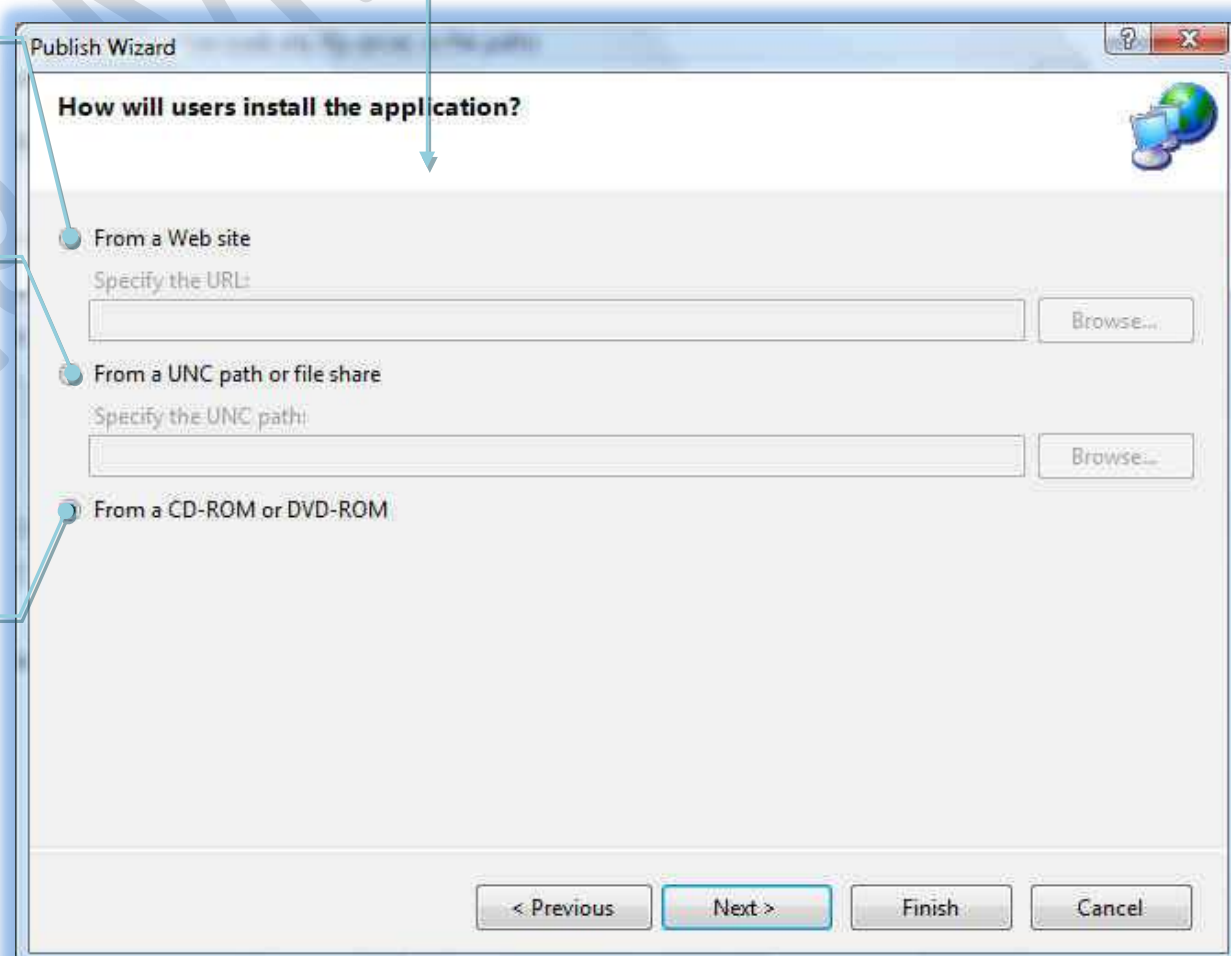 Publish Wizard
How will users install the application?
From a Web site
Specify the URL:
Browse...
From a UNC path or file share
Specify the UNC path:
Browse...
From a CD-ROM or DVD-ROM
< Previous
Next >
Finish
Cancel